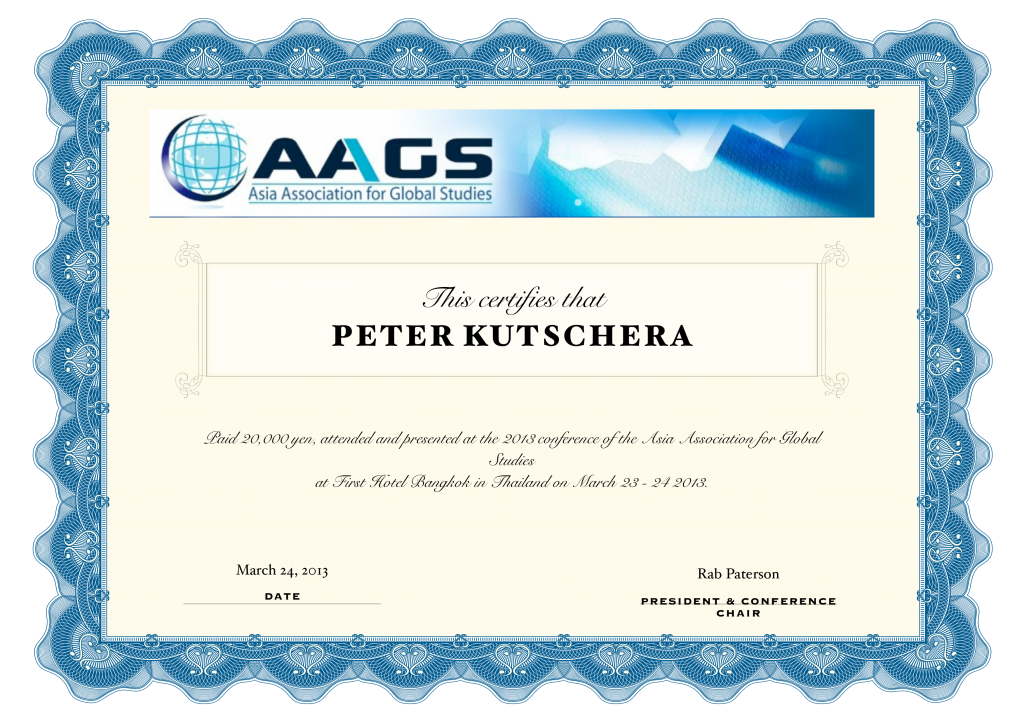 AAGS
Asia Association for Global Studies
This certifies that
PETER KUTSCHERA
Paid 20,000 yen, attended and presented at the 2013 conference of the Asia Association for Global
Studies
at First Hotel Bangkok in Thailand on March 23 - 24 2013.
March 24, 2013
DATE
Rab Paterson
PRESIDENT & CONFERENCE
CHAIR